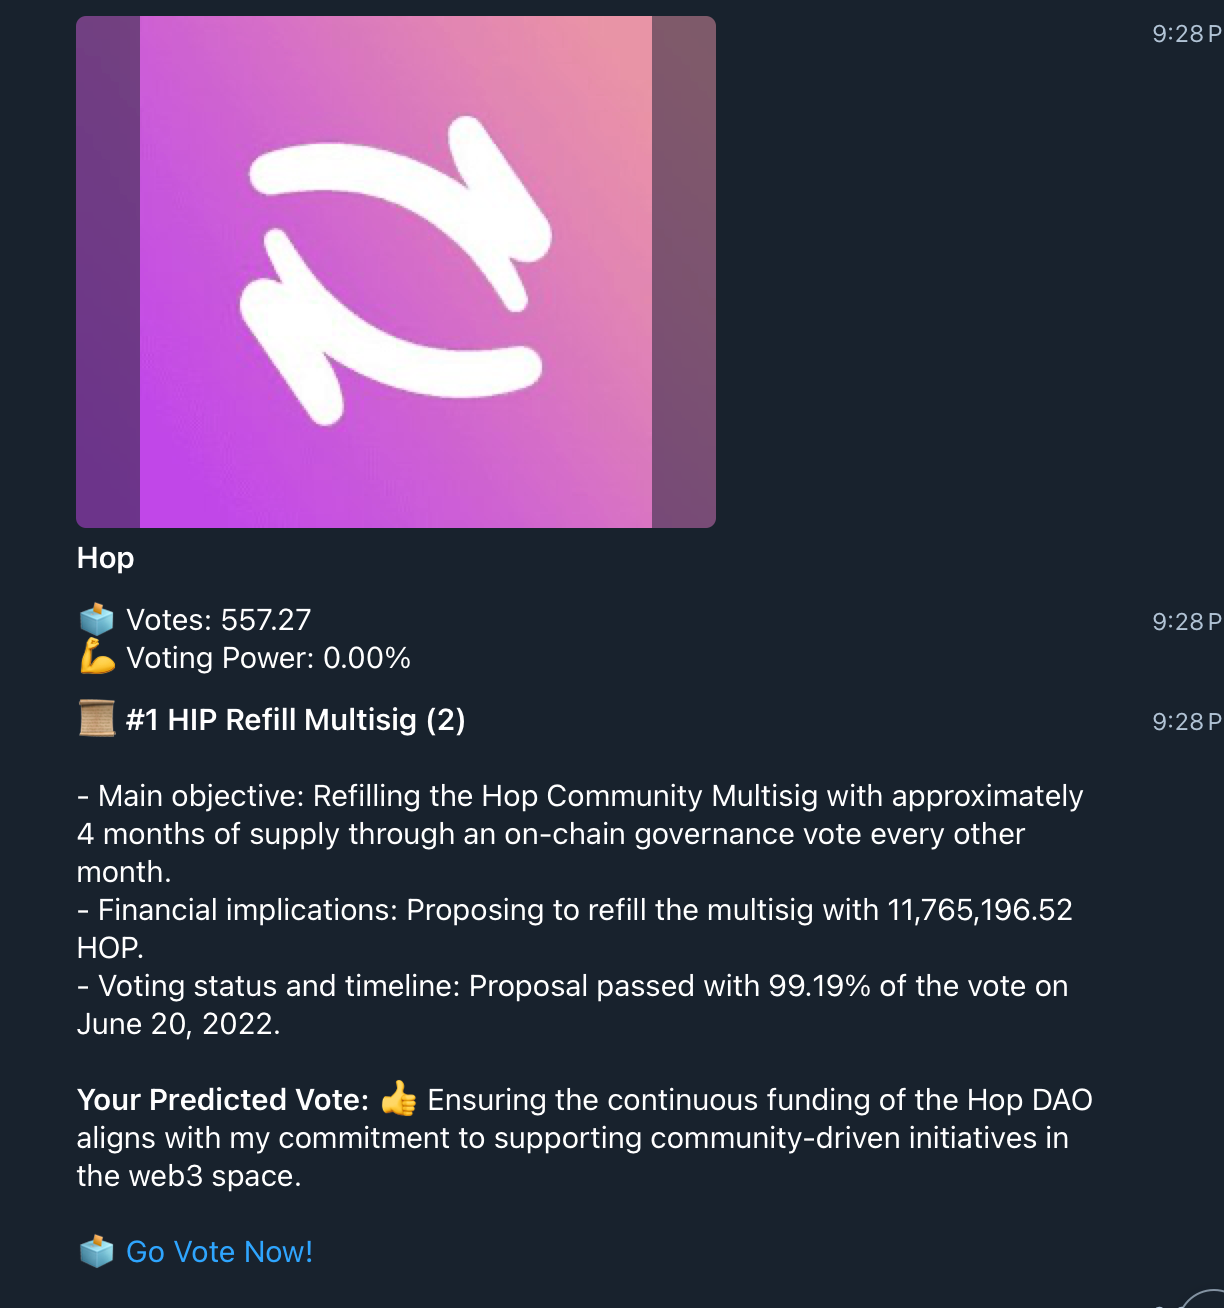 9:28 P
Hop
🗳️ Votes: 557.27
9:28 P
💪 Voting Power: 0.00%
📜 #1 HIP Refill Multisig (2)
9:28 P
- Main objective: Refilling the Hop Community Multisig with approximately
4 months of supply through an on-chain governance vote every other
month.
- Financial implications: Proposing to refill the multisig with 11,765,196.52
HOP.
- Voting status and timeline: Proposal passed with 99.19% of the vote on
June 20, 2022.
Your Predicted Vote: 👍 Ensuring the continuous funding of the Hop DAO
aligns with my commitment to supporting community-driven initiatives in
the web3 space.
🗳️ Go Vote Now!